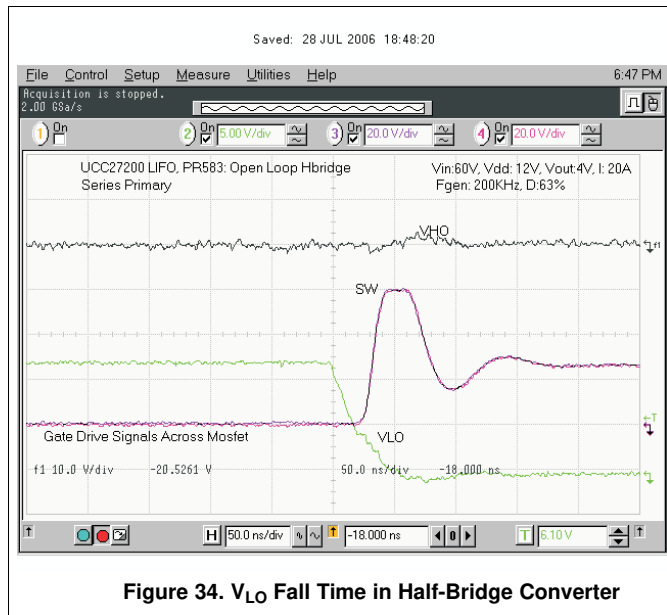 Saved: 28 JUL 2006 18:48:20
File Control Setup Measure Utilities Help 6:47 PM
Acquisition is stopped.
2.00 GSa/s
1 On 2 On 5.00 V/div 3 On 20.0 V/div 4 On 20.0 V/div
UCC27200 LIFO, PR583: Open Loop Hbridge
Series Primary
Vin:60V, Vdd: 12V, Vout:4V, I: 20A
Fgen: 200KHz, D:63%
VHO
f1
SW
T
Gate Drive Signals Across Mosfet
VLO
f1 10.0 V/div -20.5261 V 50.0 ns/div -18.000 ns
H 50.0 ns/div -18.000 ns 0 T 6.10 V
Figure 34. VLO Fall Time in Half-Bridge Converter